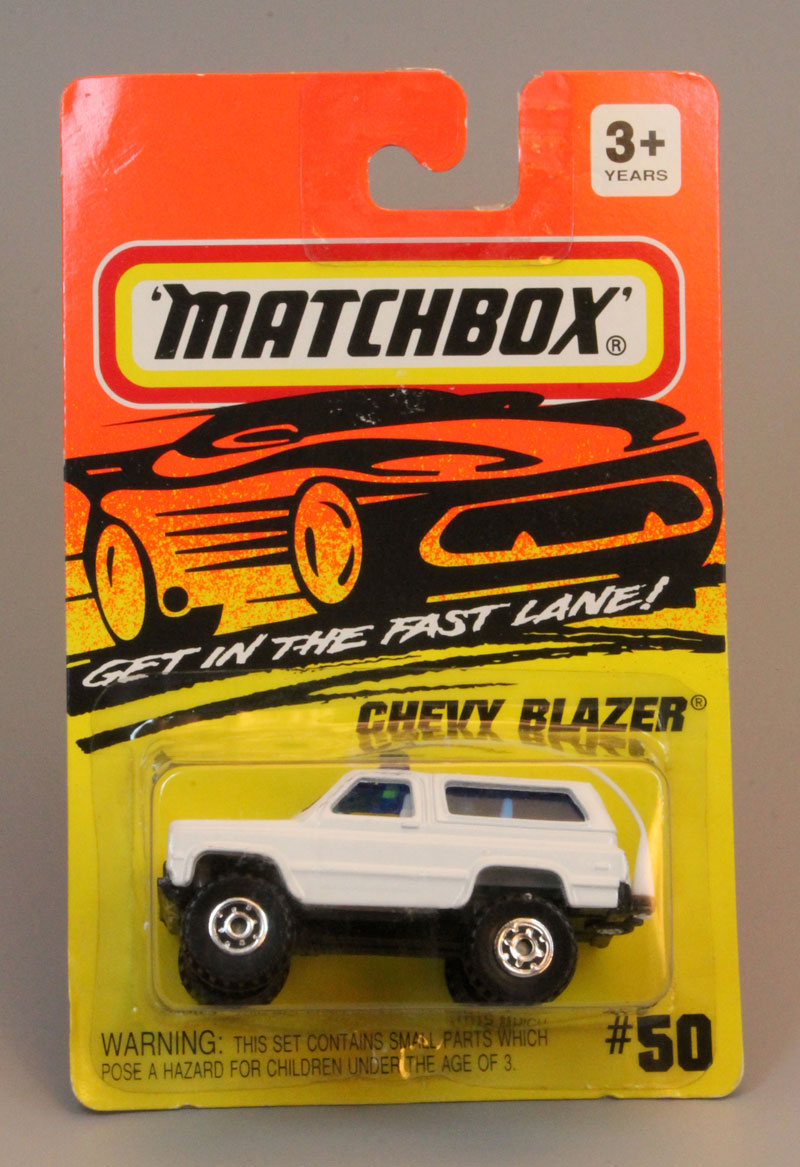 3+
YEARS
'MATCHBOX'®
GET IN THE FAST LANE!
CHEVY BLAZER®
WARNING: THIS SET CONTAINS SMALL PARTS WHICH
POSE A HAZARD FOR CHILDREN UNDER THE AGE OF 3.
#50